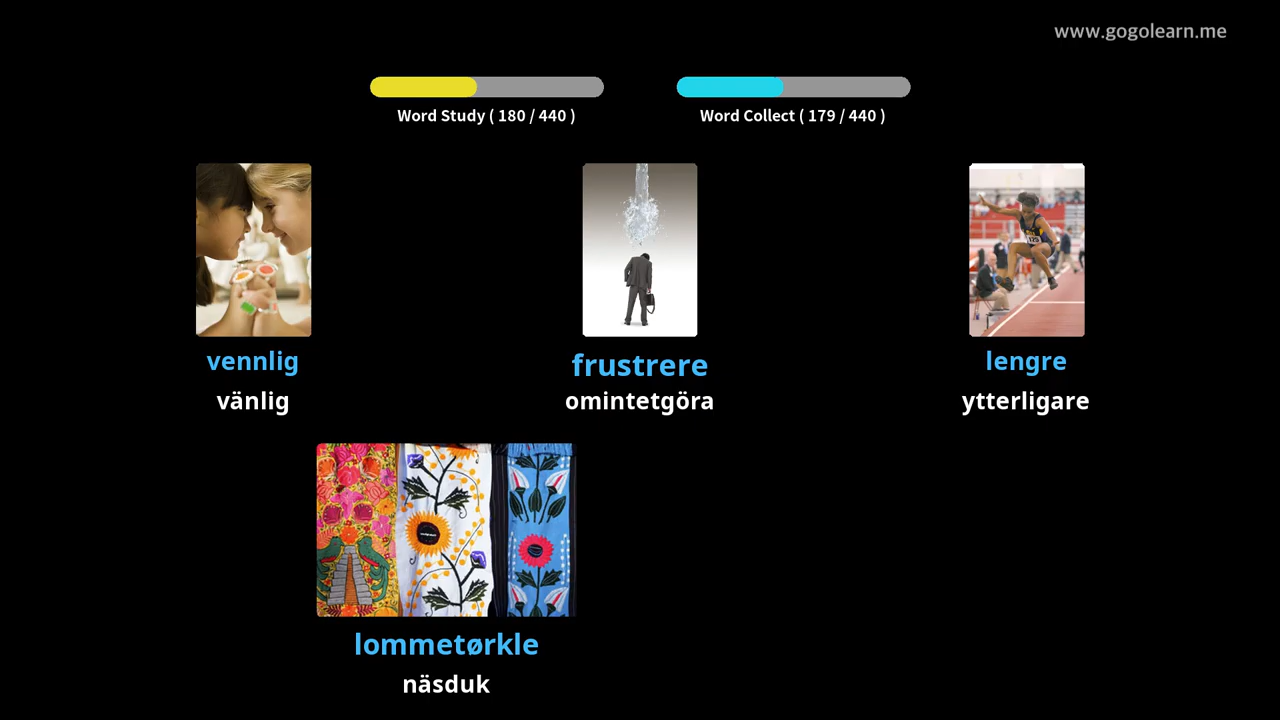 www.gogolearn.me
Word Study ( 180 / 440 )
Word Collect ( 179 / 440 )
vennlig
vänlig
frustrere
omintetgöra
lengre
ytterligare
lommetørkle
näsduk